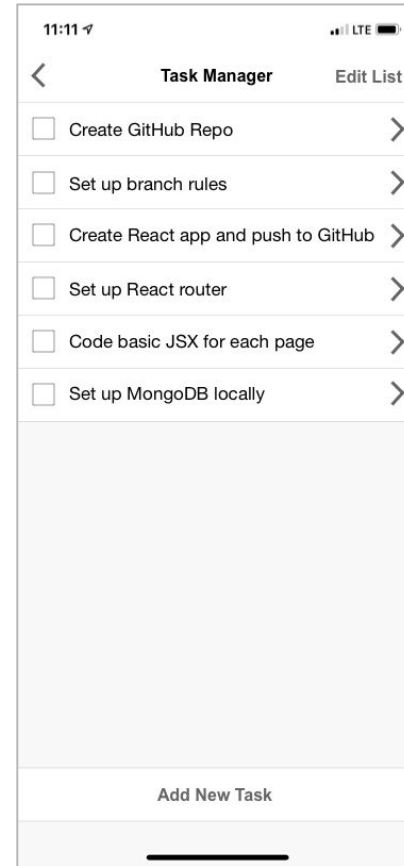 11:11 LTE
Task Manager Edit List
Create GitHub Repo
Set up branch rules
Create React app and push to GitHub
Set up React router
Code basic JSX for each page
Set up MongoDB locally
Add New Task